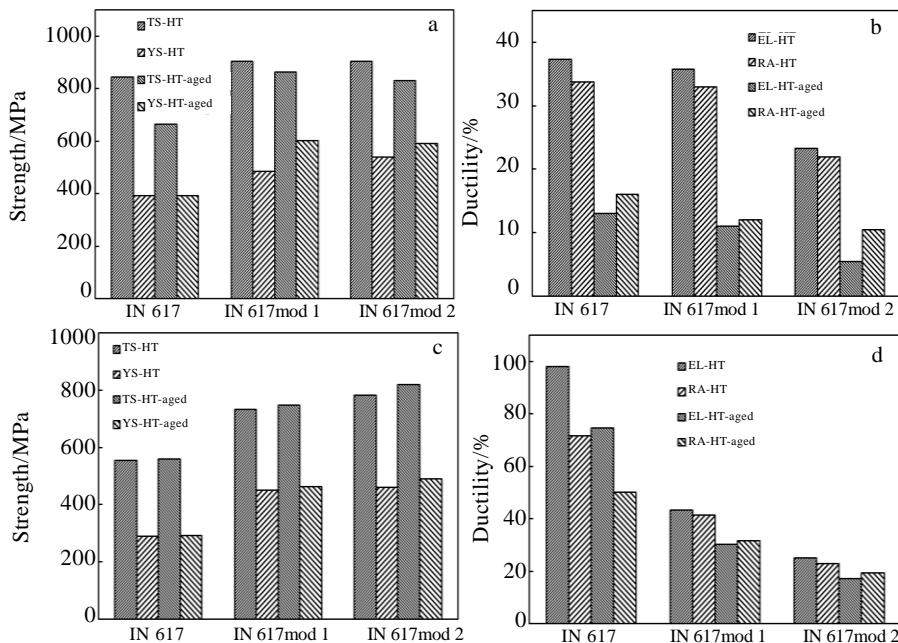 a
1000
800
600
400
200
0
Strength/MPa
TS-HT
YS-HT
TS-HT-aged
YS-HT-aged
IN 617
IN 617mod 1
IN 617mod 2
b
40
30
20
10
0
Ductility/%
EL-HT
RA-HT
EL-HT-aged
RA-HT-aged
IN 617
IN 617mod 1
IN 617mod 2
c
1000
800
600
400
200
0
Strength/MPa
TS-HT
YS-HT
TS-HT-aged
YS-HT-aged
IN 617
IN 617mod 1
IN 617mod 2
d
100
80
60
40
20
0
Ductility/%
EL-HT
RA-HT
EL-HT-aged
RA-HT-aged
IN 617
IN 617mod 1
IN 617mod 2